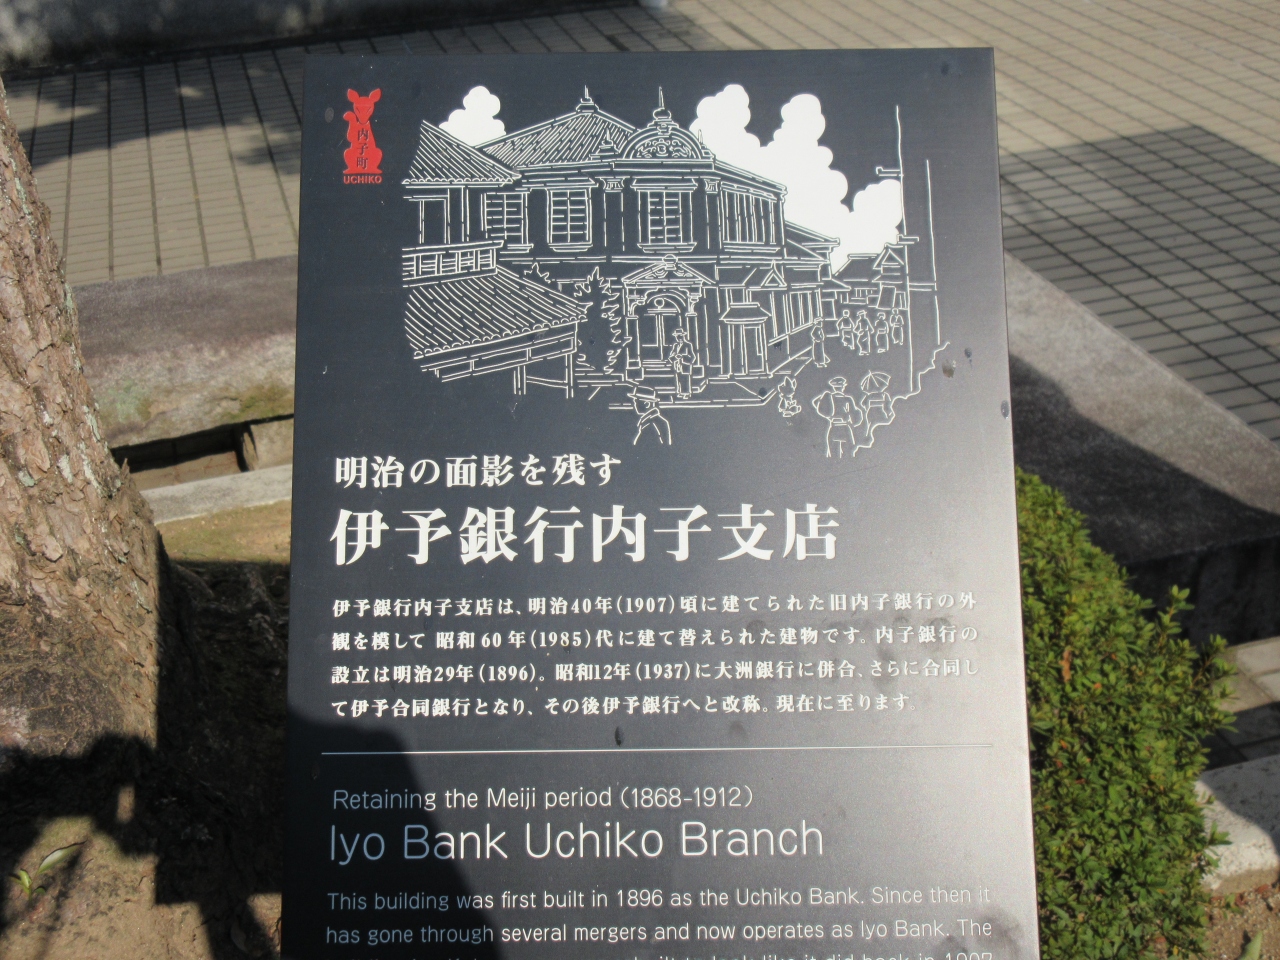 内子町
UCHIKO
明治の面影を残す
伊予銀行内子支店
伊予銀行内子支店は、明治40年(1907)頃に建てられた旧内子銀行の外
観を模して 昭和60年(1985)代に建て替えられた建物です。内子銀行の
設立は明治29年(1896)。昭和12年(1937)に大洲銀行に併合、さらに合同し
て伊予合同銀行となり、その後伊予銀行へと改称。現在に至ります。
Retaining the Meiji period (1868-1912)
Iyo Bank Uchiko Branch
This building was first built in 1896 as the Uchiko Bank. Since then it
has gone through several mergers and now operates as Iyo Bank. The
look like it did back in 1907